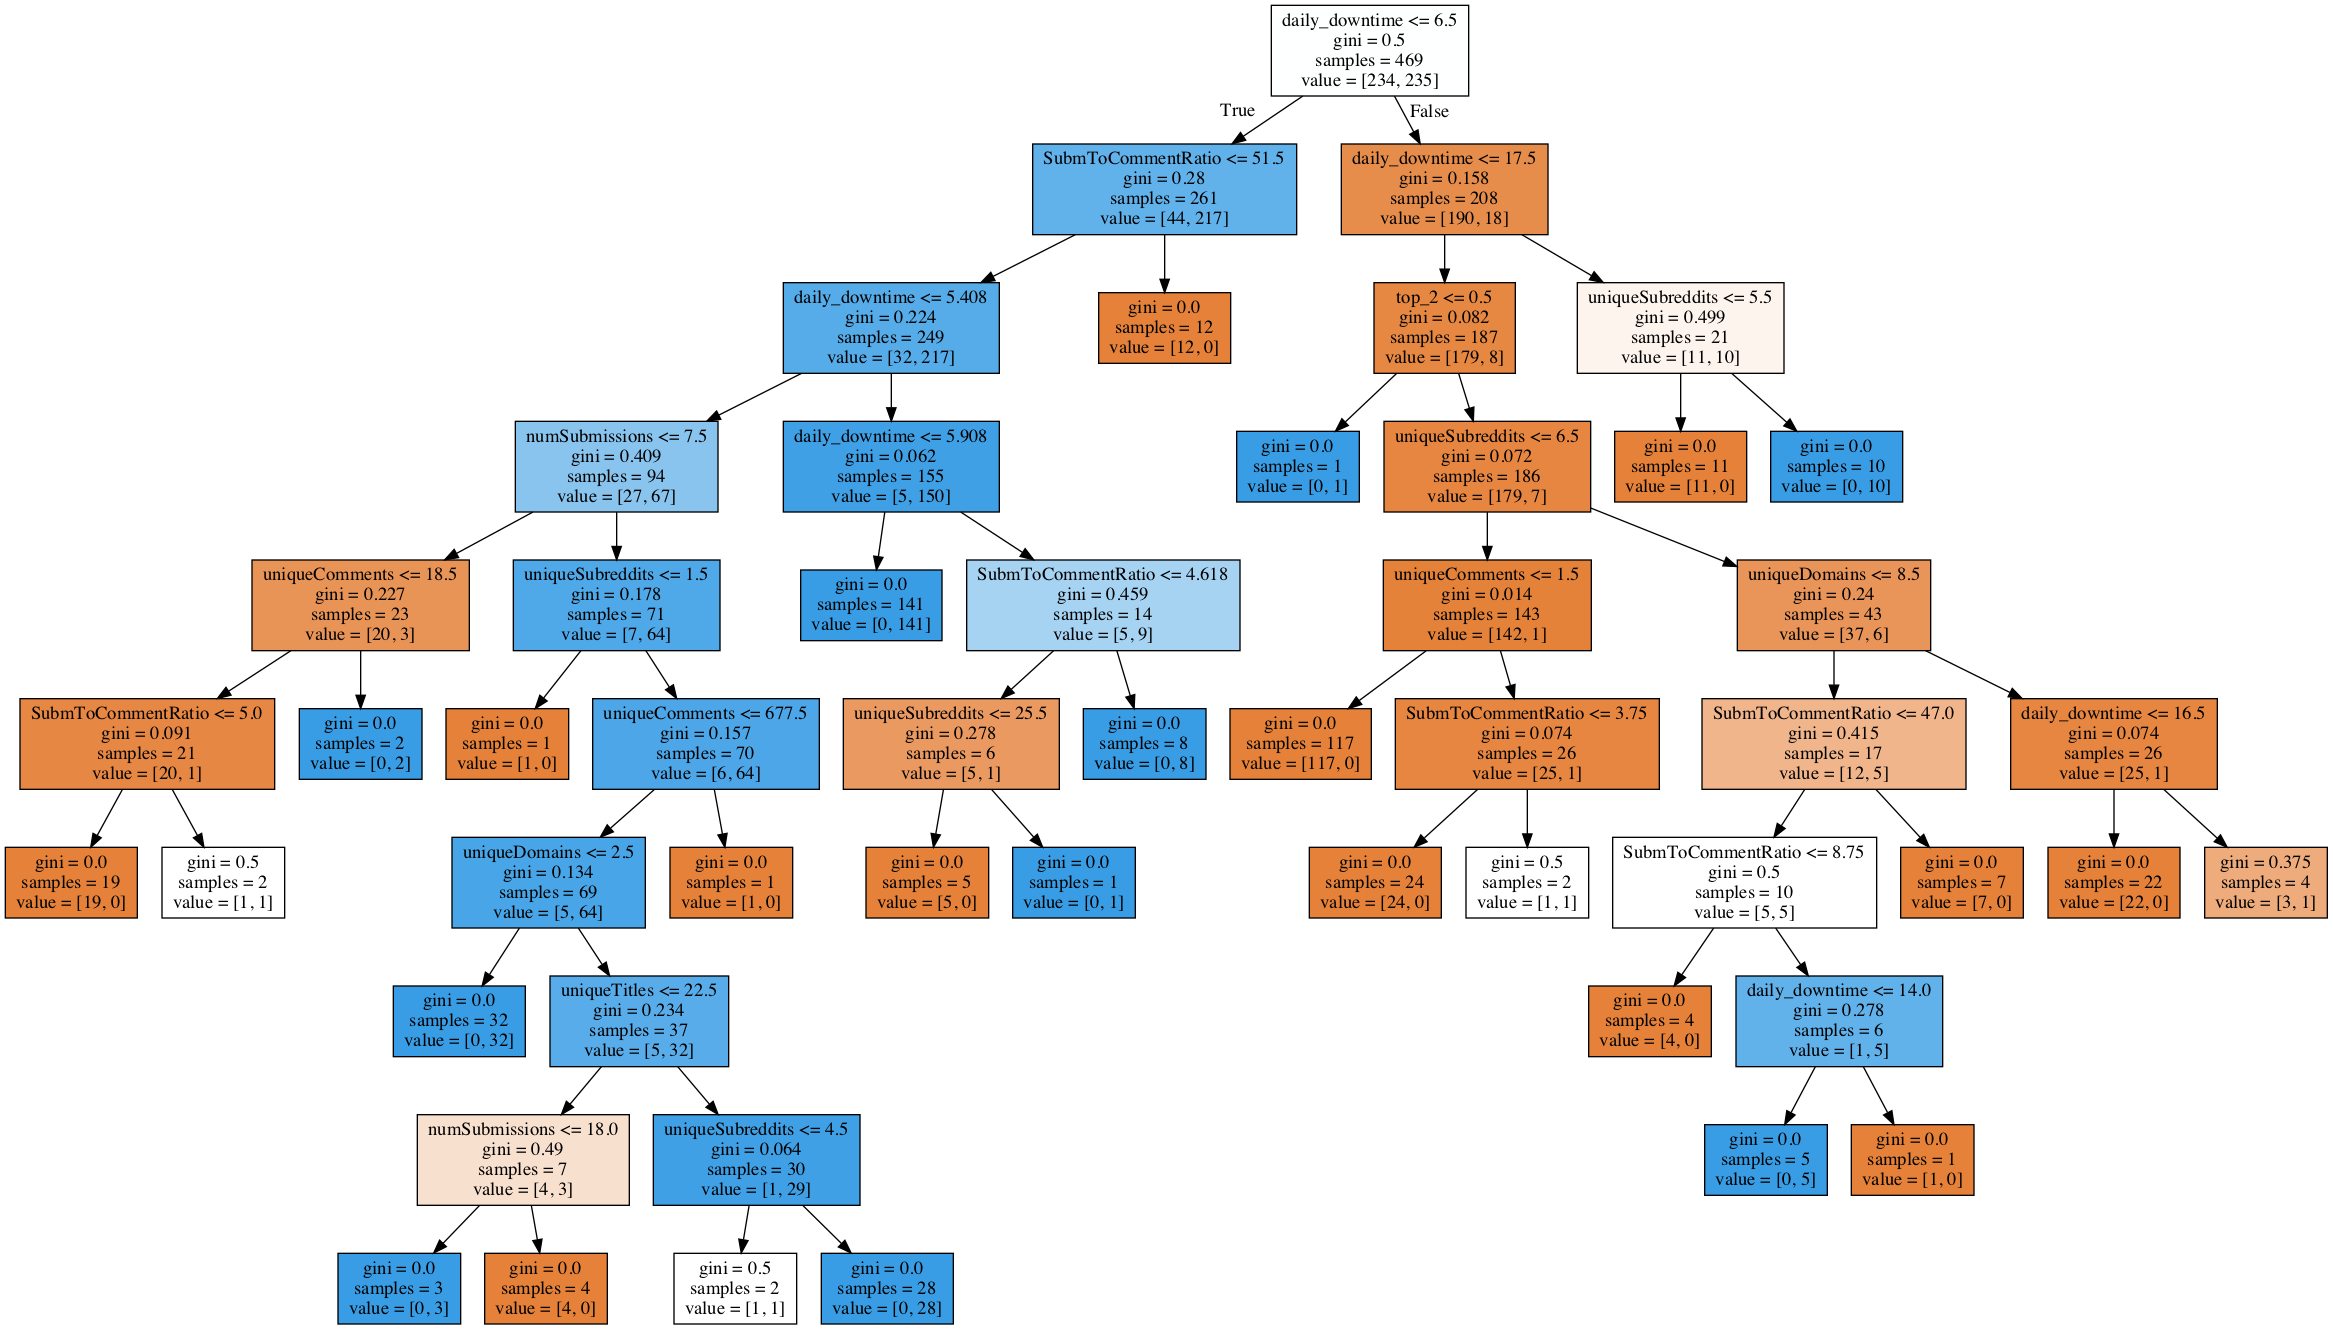 daily_downtime <= 6.5
gini = 0.5
samples = 469
value = [234, 235]
True
False
SubmToCommentRatio <= 51.5
gini = 0.28
samples = 261
value = [44, 217]
daily_downtime <= 17.5
gini = 0.158
samples = 208
value = [190, 18]
daily_downtime <= 5.408
gini = 0.224
samples = 249
value = [32, 217]
gini = 0.0
samples = 12
value = [12, 0]
top_2 <= 0.5
gini = 0.082
samples = 187
value = [179, 8]
uniqueSubreddits <= 5.5
gini = 0.499
samples = 21
value = [11, 10]
numSubmissions <= 7.5
gini = 0.409
samples = 94
value = [27, 67]
daily_downtime <= 5.908
gini = 0.062
samples = 155
value = [5, 150]
gini = 0.0
samples = 1
value = [0, 1]
uniqueSubreddits <= 6.5
gini = 0.072
samples = 186
value = [179, 7]
gini = 0.0
samples = 11
value = [11, 0]
gini = 0.0
samples = 10
value = [0, 10]
uniqueComments <= 18.5
gini = 0.227
samples = 23
value = [20, 3]
uniqueSubreddits <= 1.5
gini = 0.178
samples = 71
value = [7, 64]
gini = 0.0
samples = 141
value = [0, 141]
SubmToCommentRatio <= 4.618
gini = 0.459
samples = 14
value = [5, 9]
uniqueComments <= 1.5
gini = 0.014
samples = 143
value = [142, 1]
uniqueDomains <= 8.5
gini = 0.24
samples = 43
value = [37, 6]
SubmToCommentRatio <= 5.0
gini = 0.091
samples = 21
value = [20, 1]
gini = 0.0
samples = 2
value = [0, 2]
gini = 0.0
samples = 1
value = [1, 0]
uniqueComments <= 677.5
gini = 0.157
samples = 70
value = [6, 64]
uniqueSubreddits <= 25.5
gini = 0.278
samples = 6
value = [5, 1]
gini = 0.0
samples = 8
value = [0, 8]
gini = 0.0
samples = 117
value = [117, 0]
SubmToCommentRatio <= 3.75
gini = 0.074
samples = 26
value = [25, 1]
SubmToCommentRatio <= 47.0
gini = 0.415
samples = 17
value = [12, 5]
daily_downtime <= 16.5
gini = 0.074
samples = 26
value = [25, 1]
gini = 0.0
samples = 19
value = [19, 0]
gini = 0.5
samples = 2
value = [1, 1]
uniqueDomains <= 2.5
gini = 0.134
samples = 69
value = [5, 64]
gini = 0.0
samples = 1
value = [1, 0]
gini = 0.0
samples = 5
value = [5, 0]
gini = 0.0
samples = 1
value = [0, 1]
gini = 0.0
samples = 24
value = [24, 0]
gini = 0.5
samples = 2
value = [1, 1]
SubmToCommentRatio <= 8.75
gini = 0.5
samples = 10
value = [5, 5]
gini = 0.0
samples = 7
value = [7, 0]
gini = 0.0
samples = 22
value = [22, 0]
gini = 0.375
samples = 4
value = [3, 1]
gini = 0.0
samples = 32
value = [0, 32]
uniqueTitles <= 22.5
gini = 0.234
samples = 37
value = [5, 32]
gini = 0.0
samples = 4
value = [4, 0]
daily_downtime <= 14.0
gini = 0.278
samples = 6
value = [1, 5]
numSubmissions <= 18.0
gini = 0.49
samples = 7
value = [4, 3]
uniqueSubreddits <= 4.5
gini = 0.064
samples = 30
value = [1, 29]
gini = 0.0
samples = 5
value = [0, 5]
gini = 0.0
samples = 1
value = [1, 0]
gini = 0.0
samples = 3
value = [0, 3]
gini = 0.0
samples = 4
value = [4, 0]
gini = 0.5
samples = 2
value = [1, 1]
gini = 0.0
samples = 28
value = [0, 28]